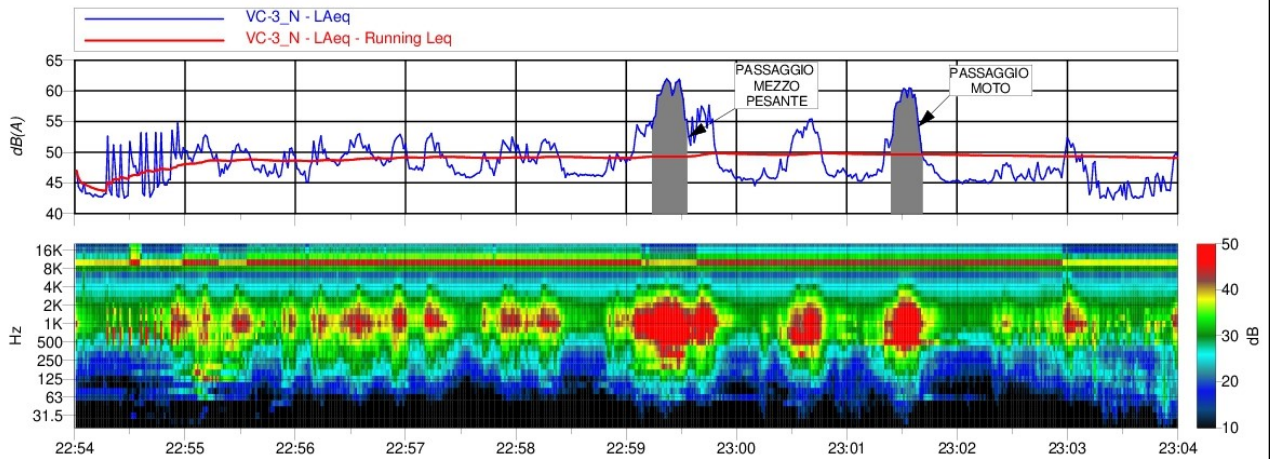 VC-3_N - LAeq
VC-3_N - LAeq - Running Leq
65
60
55
50
45
40
dB(A)
PASSAGGIO
MEZZO
PESANTE
PASSAGGIO
MOTO
16K
8K
4K
2K
1K
500
250
125
63
31.5
Hz
50
40
30
20
10
dB
22:54
22:55
22:56
22:57
22:58
22:59
23:00
23:01
23:02
23:03
23:04